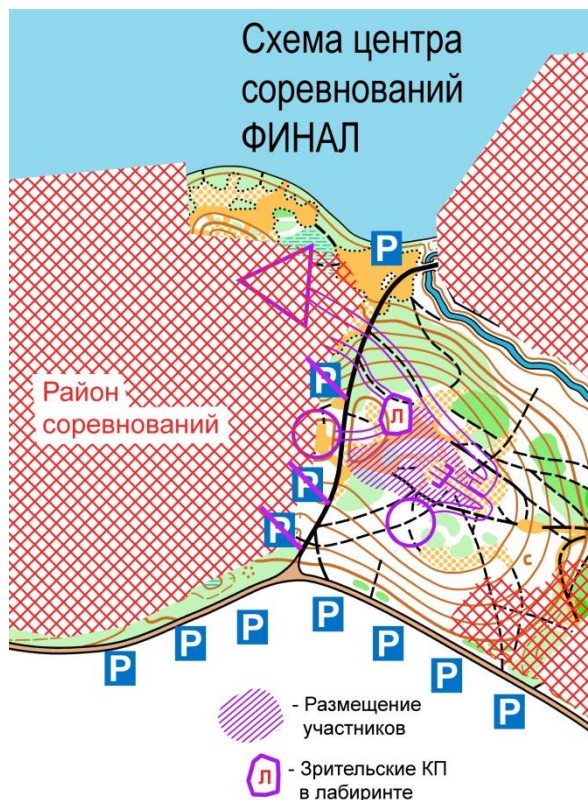 Схема центра
соревнований
ФИНАЛ
P
P
Район
соревнований
Л
P
P
с
P
P
P
P
P
P
P
P
- Размещение
участников
Л
- Зрительские КП
в лабиринте